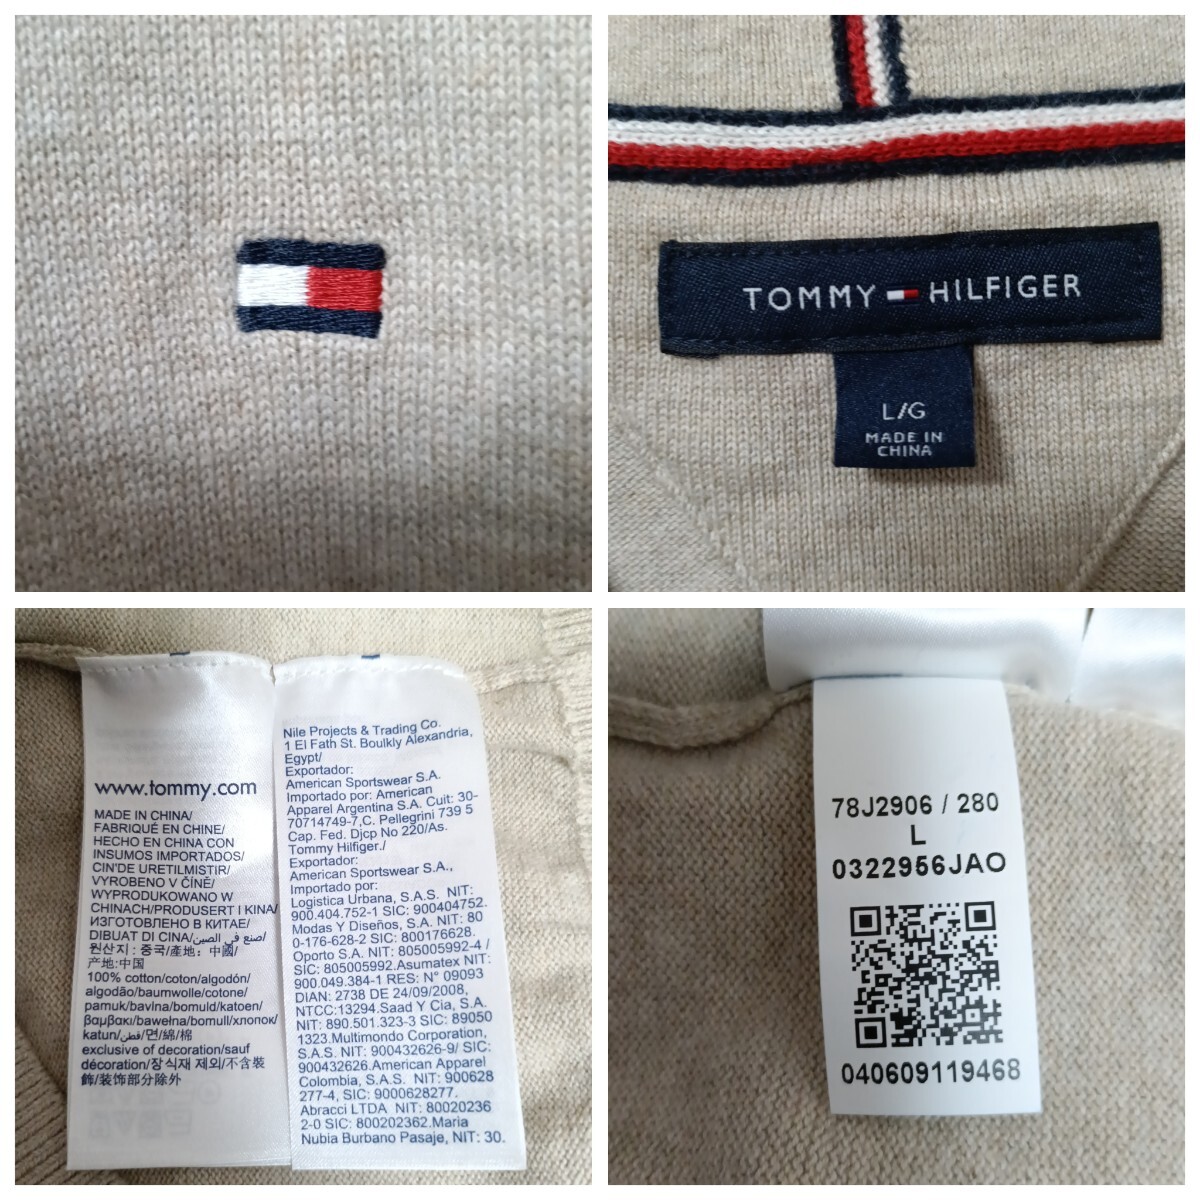 TOMMY HILFIGER
L/G
MADE IN
CHINA
www.tommy.com
MADE IN CHINA/
FABRIQUÉ EN CHINE/
HECHO EN CHINA CON
INSUMOS IMPORTADOS/
CIN'DE URETILMISTIR/
VYROBENO V ČÍNĚ/
WYPRODUKOWANO W
CHINACH/PRODUSERT I KINA/
ИЗГОТОВЛЕНО В КИТАЕ/
DIBUAT DI CINA/صنع في الصين/
원산지 : 중국/產地：中國/
产地:中国
100% cotton/coton/algodón/
algodão/baumwolle/cotone/
pamuk/bavlna/bomuld/katoen/
βαμβακι/bawełna/bomull/хлопок/
katun/قطن/면/綿/棉
exclusive of decoration/sauf
décoration/장식재 제외/不含裝
飾/装饰部分除外
Nile Projects & Trading Co.
1 El Fath St. Boulkly Alexandria,
Egypt/
Exportador:
American Sportswear S.A.
Importado por: American
Apparel Argentina S.A. Cuit: 30-
70714749-7,C. Pellegrini 739 5
Cap. Fed. Djcp No 220/As.
Tommy Hilfiger./
Exportador:
American Sportswear S.A.,
Importado por:
Logistica Urbana, S.A.S. NIT:
900.404.752-1 SIC: 900404752.
Modas Y Diseños, S.A. NIT: 80
0-176-628-2 SIC: 800176628.
Oporto S.A. NIT: 805005992-4 /
SIC: 805005992.Asumatex NIT:
900.049.384-1 RES: N° 09093
DIAN: 2738 DE 24/09/2008,
NTCC:13294.Saad Y Cia, S.A.
NIT: 890.501.323-3 SIC: 89050
1323.Multimondo Corporation,
S.A.S. NIT: 900432626-9/ SIC:
900432626.American Apparel
Colombia, S.A.S. NIT: 900628
277-4, SIC: 9000628277.
Abracci LTDA NIT: 80020236
2-0 SIC: 800202362.Maria
Nubia Burbano Pasaje, NIT: 30.
78J2906 / 280
L
0322956JAO
040609119468